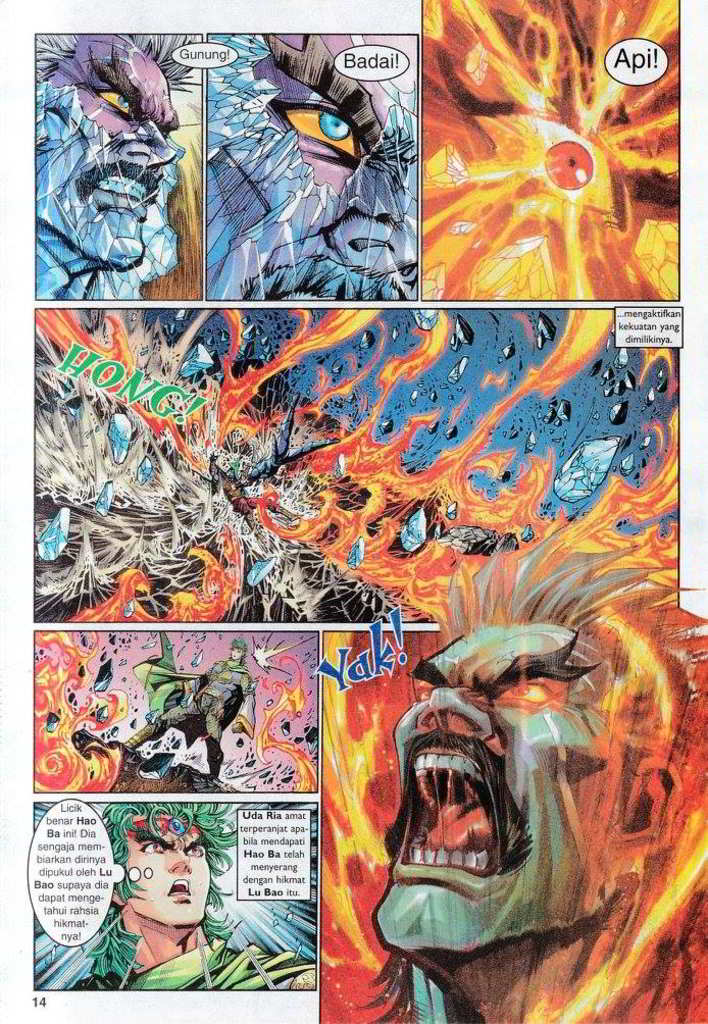 Gunung!
Badai!
Api!
...mengaktifkan
kekuatan yang
dimilikinya.
HONG!
Yak!
Licik
benar Hao
Ba ini! Dia
sengaja mem-
biarkan dirinya
dipukul oleh Lu
Bao supaya dia
dapat menge-
tahui rahsia
hikmat-
nya!
Uda Ria amat
terperanjat apa-
bila mendapati
Hao Ba telah
menyerang
dengan hikmat
Lu Bao itu.
14